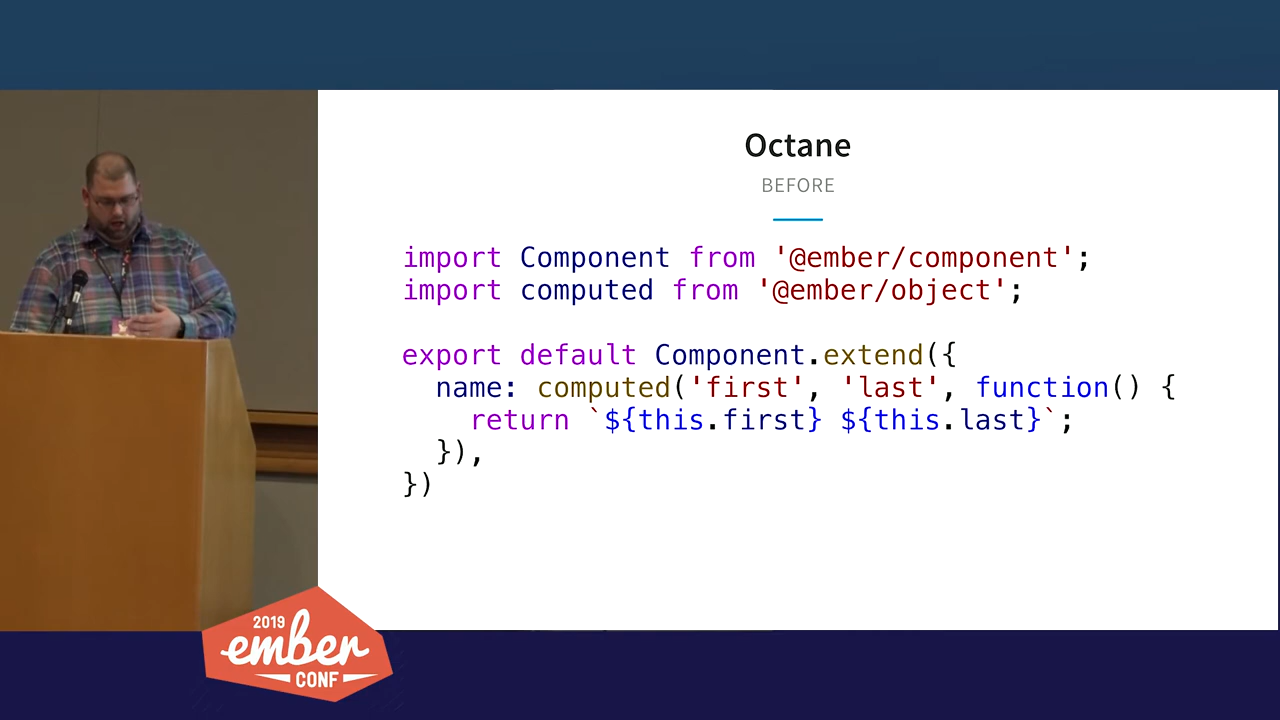 Octane
BEFORE
import Component from '@ember/component';
import computed from '@ember/object';
export default Component.extend({
  name: computed('first', 'last', function() {
    return `${this.first} ${this.last}`;
  }),
})
2019
ember
CONF